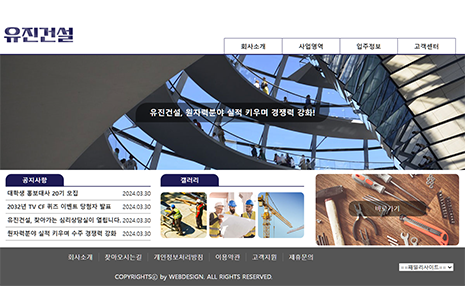 유진건설
회사소개 사업영역 입주정보 고객센터
유진건설, 원자력분야 실적 키우며 경쟁력 강화!
공지사항
대학생 홍보대사 20기 모집 2024.03.30
2032년 TV CF 퀴즈 이벤트 당첨자 발표 2024.03.30
유진건설, 찾아가는 심리상담실이 열립니다. 2024.03.30
원자력분야 실적 키우며 수주 경쟁력 강화 2024.03.30
갤러리
바로가기
회사소개 찾아오시는길 개인정보처리방침 이용약관 고객지원 제휴문의
COPYRIGHTSⓒ by WEBDESIGN. ALL RIGHTS RESERVED.
==패밀리사이트==